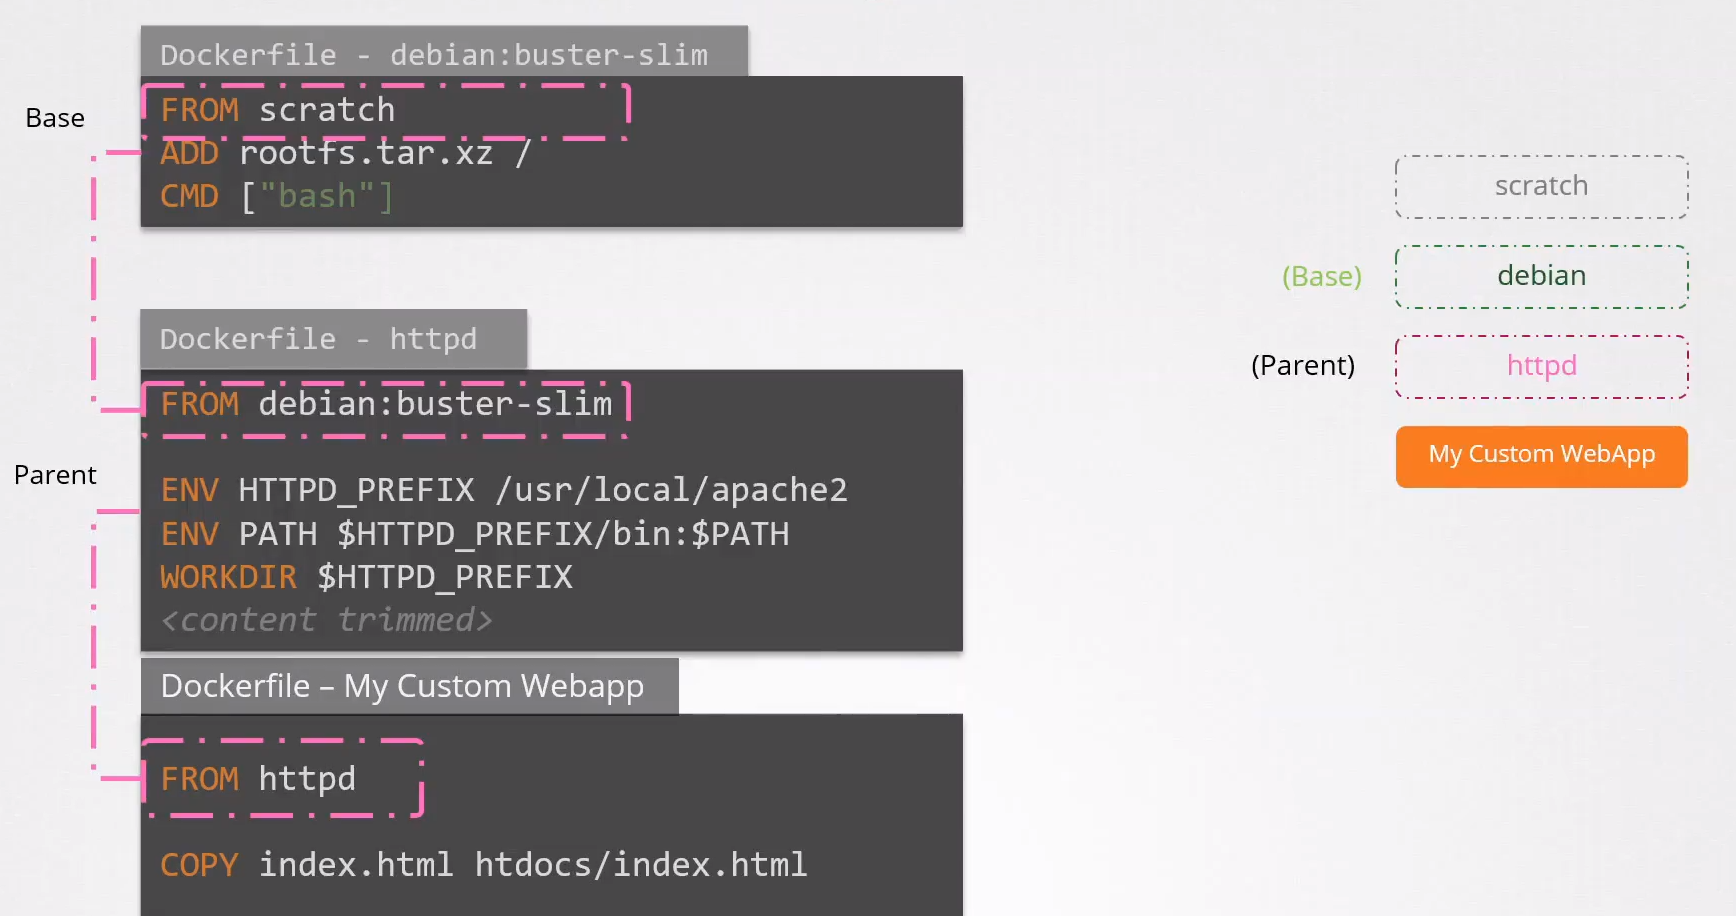 Dockerfile - debian:buster-slim
Base
FROM scratch
ADD rootfs.tar.xz /
CMD ["bash"]
Dockerfile - httpd
Parent
FROM debian:buster-slim
ENV HTTPD_PREFIX /usr/local/apache2
ENV PATH $HTTPD_PREFIX/bin:$PATH
WORKDIR $HTTPD_PREFIX
<content trimmed>
Dockerfile – My Custom Webapp
FROM httpd
COPY index.html htdocs/index.html
scratch
(Base) debian
(Parent) httpd
My Custom WebApp